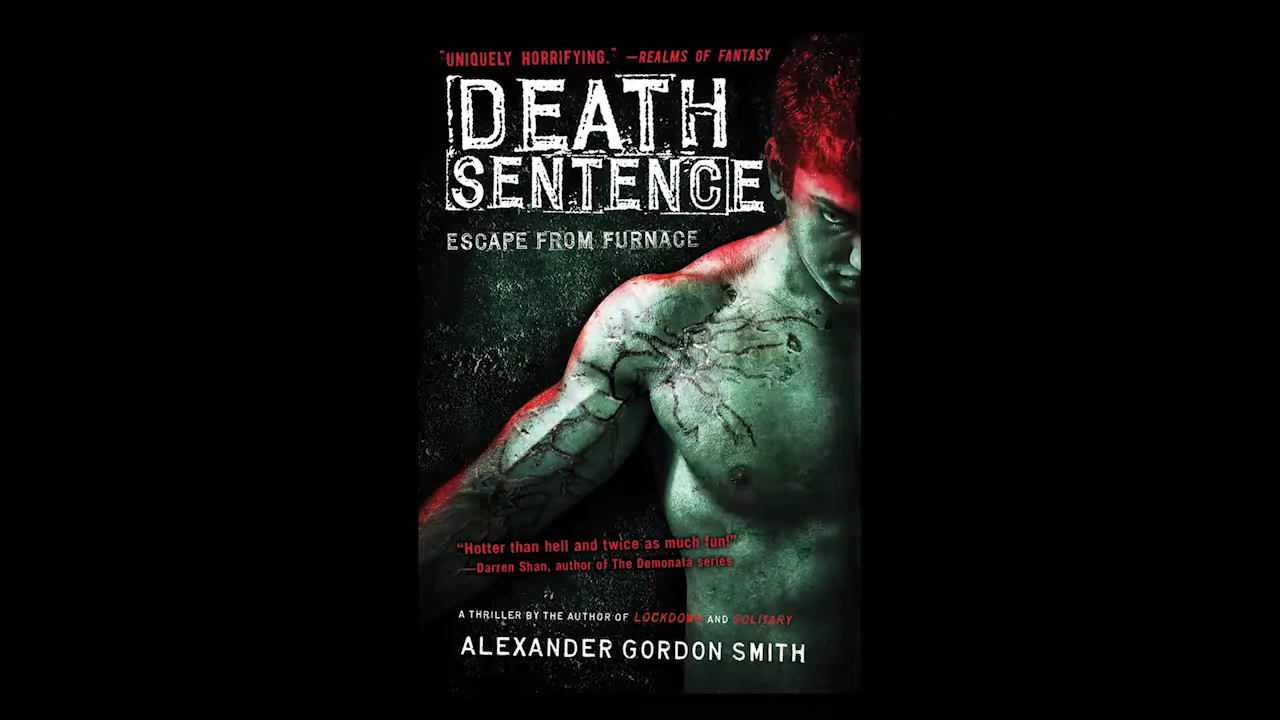 "UNIQUELY HORRIFYING." —REALMS OF FANTASY
DEATH
SENTENCE
ESCAPE FROM FURNACE
"Hotter than hell and twice as much fun!"
—Darren Shan, author of The Demonata series
A THRILLER BY THE AUTHOR OF LOCKDOWN AND SOLITARY
ALEXANDER GORDON SMITH